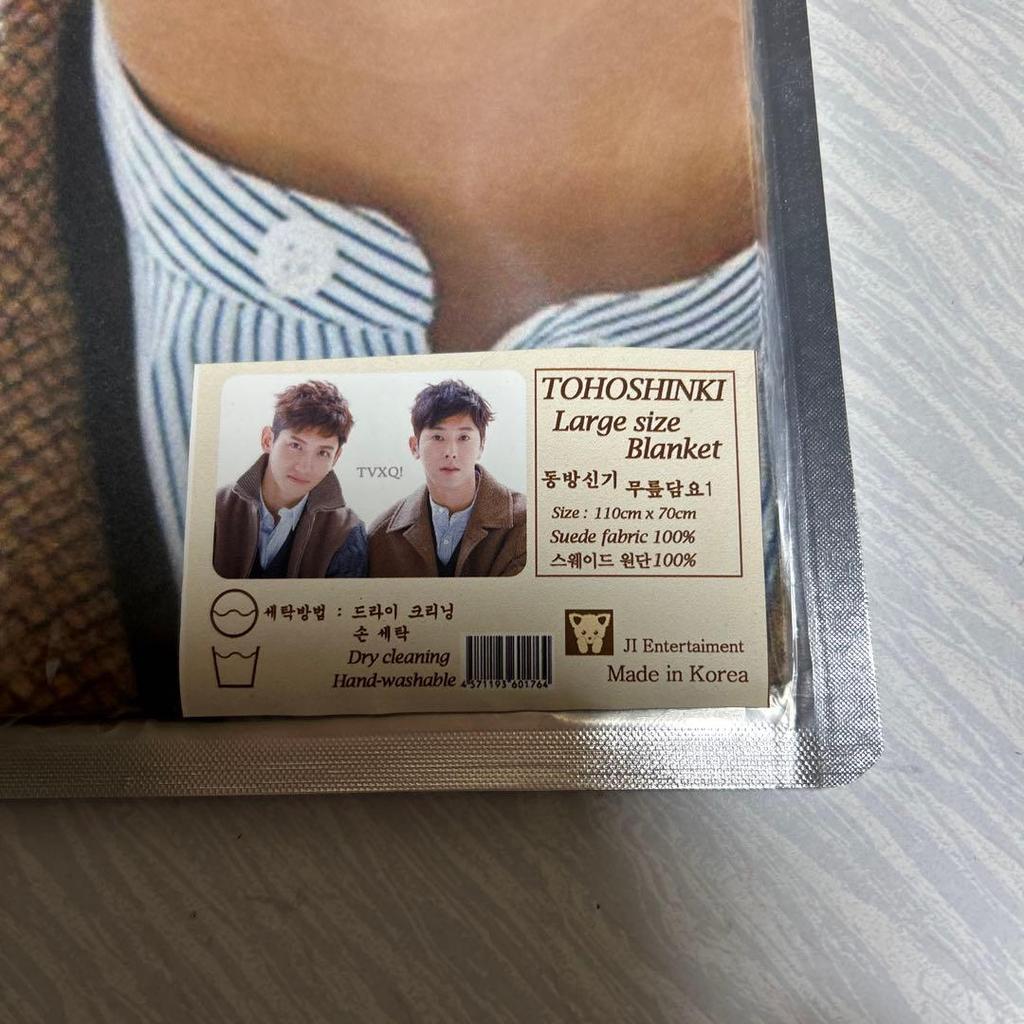 TVXQ!
TOHOSHINKI
Large size
Blanket
동방신기 무릎담요1
Size : 110cm x 70cm
Suede fabric 100%
스웨이드 원단100%
세탁방법 : 드라이 크리닝
손 세탁
Dry cleaning
Hand-washable
4571193601764
JI Entertaiment
Made in Korea